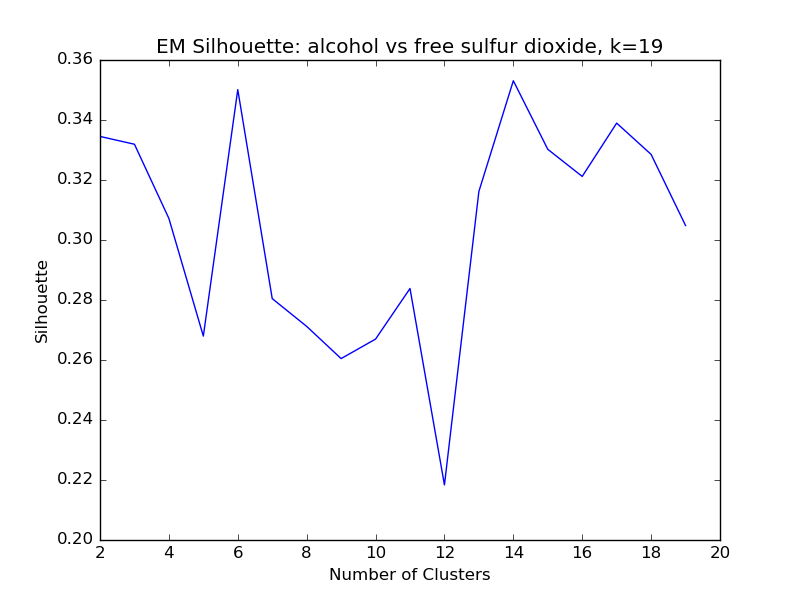 EM Silhouette: alcohol vs free sulfur dioxide, k=19
0.36
0.34
0.32
0.30
0.28
0.26
0.24
0.22
0.20
Silhouette
2 4 6 8 10 12 14 16 18 20
Number of Clusters